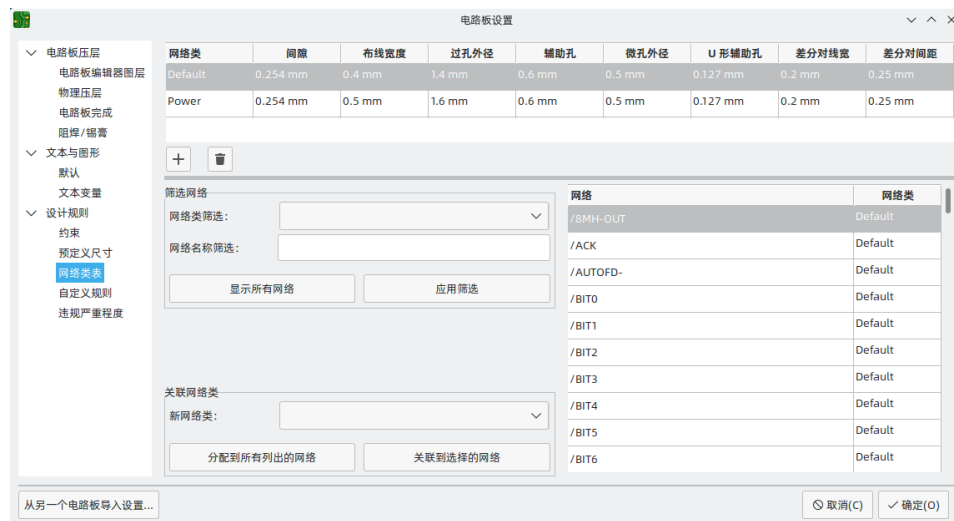 电路板设置
电路板压层
电路板编辑器图层
物理压层
电路板完成
阻焊/锡膏
文本与图形
默认
文本变量
设计规则
约束
预定义尺寸
网络类表
自定义规则
违规严重程度
网络类 间隙 布线宽度 过孔外径 辅助孔 微孔外径 U 形辅助孔 差分对线宽 差分对间距
Default 0.254 mm 0.4 mm 1.4 mm 0.6 mm 0.5 mm 0.127 mm 0.2 mm 0.25 mm
Power 0.254 mm 0.5 mm 1.6 mm 0.6 mm 0.5 mm 0.127 mm 0.2 mm 0.25 mm
筛选网络
网络类筛选:
网络名称筛选:
显示所有网络 应用筛选
关联网络类
新网络类:
分配到所有列出的网络 关联到选择的网络
网络 网络类
/8MH-OUT Default
/ACK Default
/AUTOFD- Default
/BIT0 Default
/BIT1 Default
/BIT2 Default
/BIT3 Default
/BIT4 Default
/BIT5 Default
/BIT6 Default
从另一个电路板导入设置... 取消(C) 确定(O)